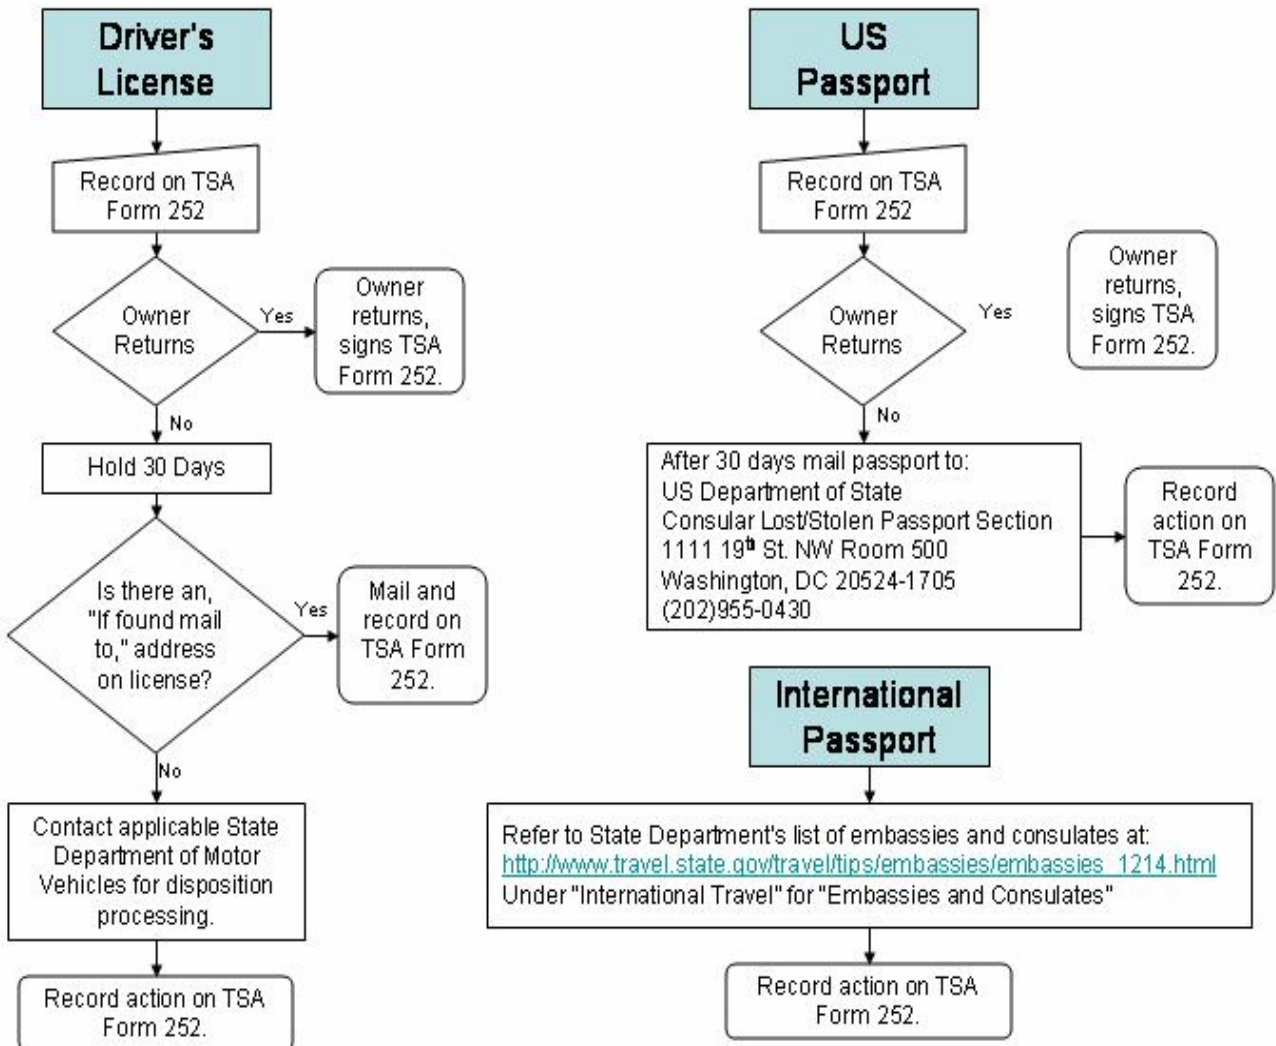 Driver's
License
Record on TSA
Form 252
Owner
Returns
Yes
Owner
returns,
signs TSA
Form 252.
No
Hold 30 Days
Is there an,
"If found mail
to," address
on license?
Yes
Mail and
record on
TSA Form
252.
No
Contact applicable State
Department of Motor
Vehicles for disposition
processing.
Record action on TSA
Form 252.
US
Passport
Record on TSA
Form 252
Owner
Returns
Yes
Owner
returns,
signs TSA
Form 252.
No
After 30 days mail passport to:
US Department of State
Consular Lost/Stolen Passport Section
1111 19th St. NW Room 500
Washington, DC 20524-1705
(202)955-0430
Record
action on
TSA Form
252.
International
Passport
Refer to State Department's list of embassies and consulates at:
http://www.travel.state.gov/travel/tips/embassies/embassies_1214.html
Under "International Travel" for "Embassies and Consulates"
Record action on TSA
Form 252.